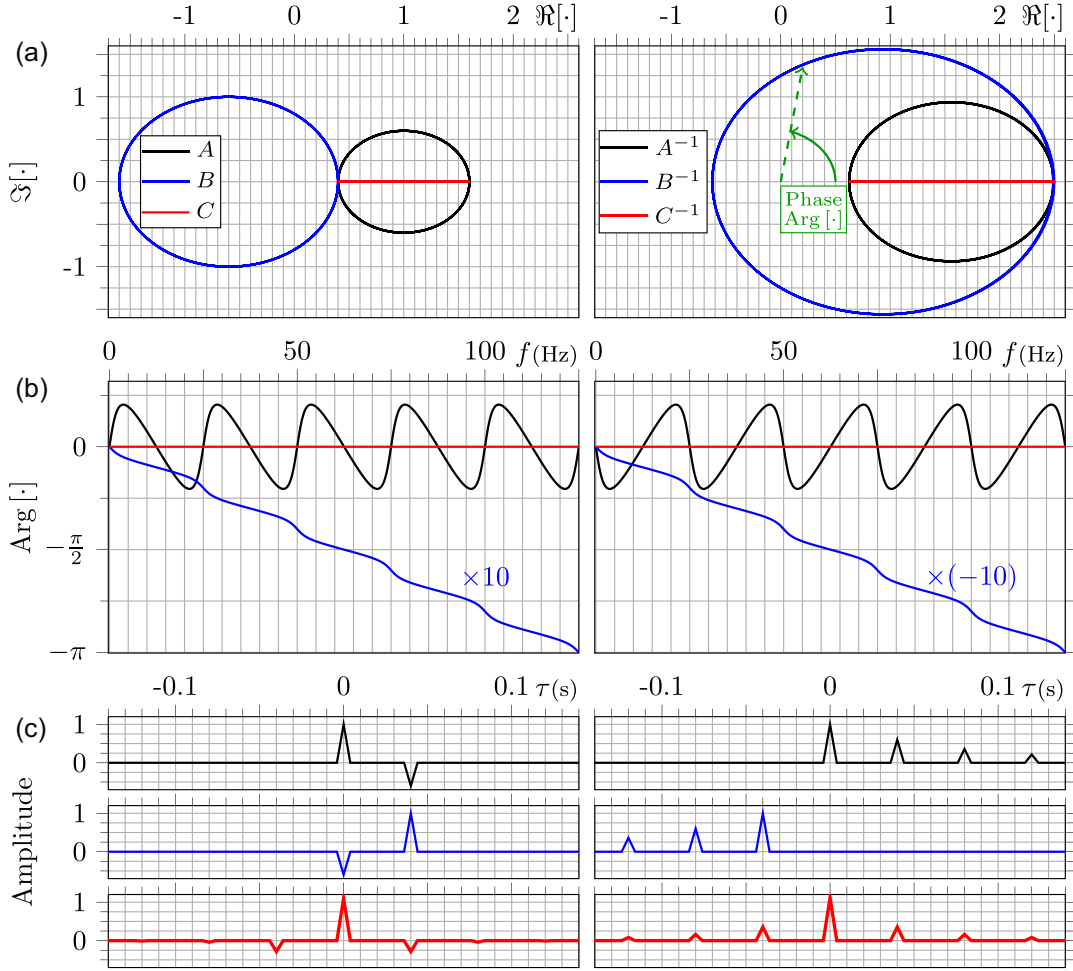 -1 0 1 2 ℜ[·] -1 0 1 2 ℜ[·]
(a)
1
0
-1
ℑ[·]
A
B
C
A⁻¹
B⁻¹
C⁻¹
Phase
Arg [·]
0 50 100 f(Hz) 0 50 100 f(Hz)
(b)
0
−π/2
−π
Arg [·]
×10
×(−10)
-0.1 0 0.1 τ(s) -0.1 0 0.1 τ(s)
(c)
1
0
1
0
1
0
Amplitude